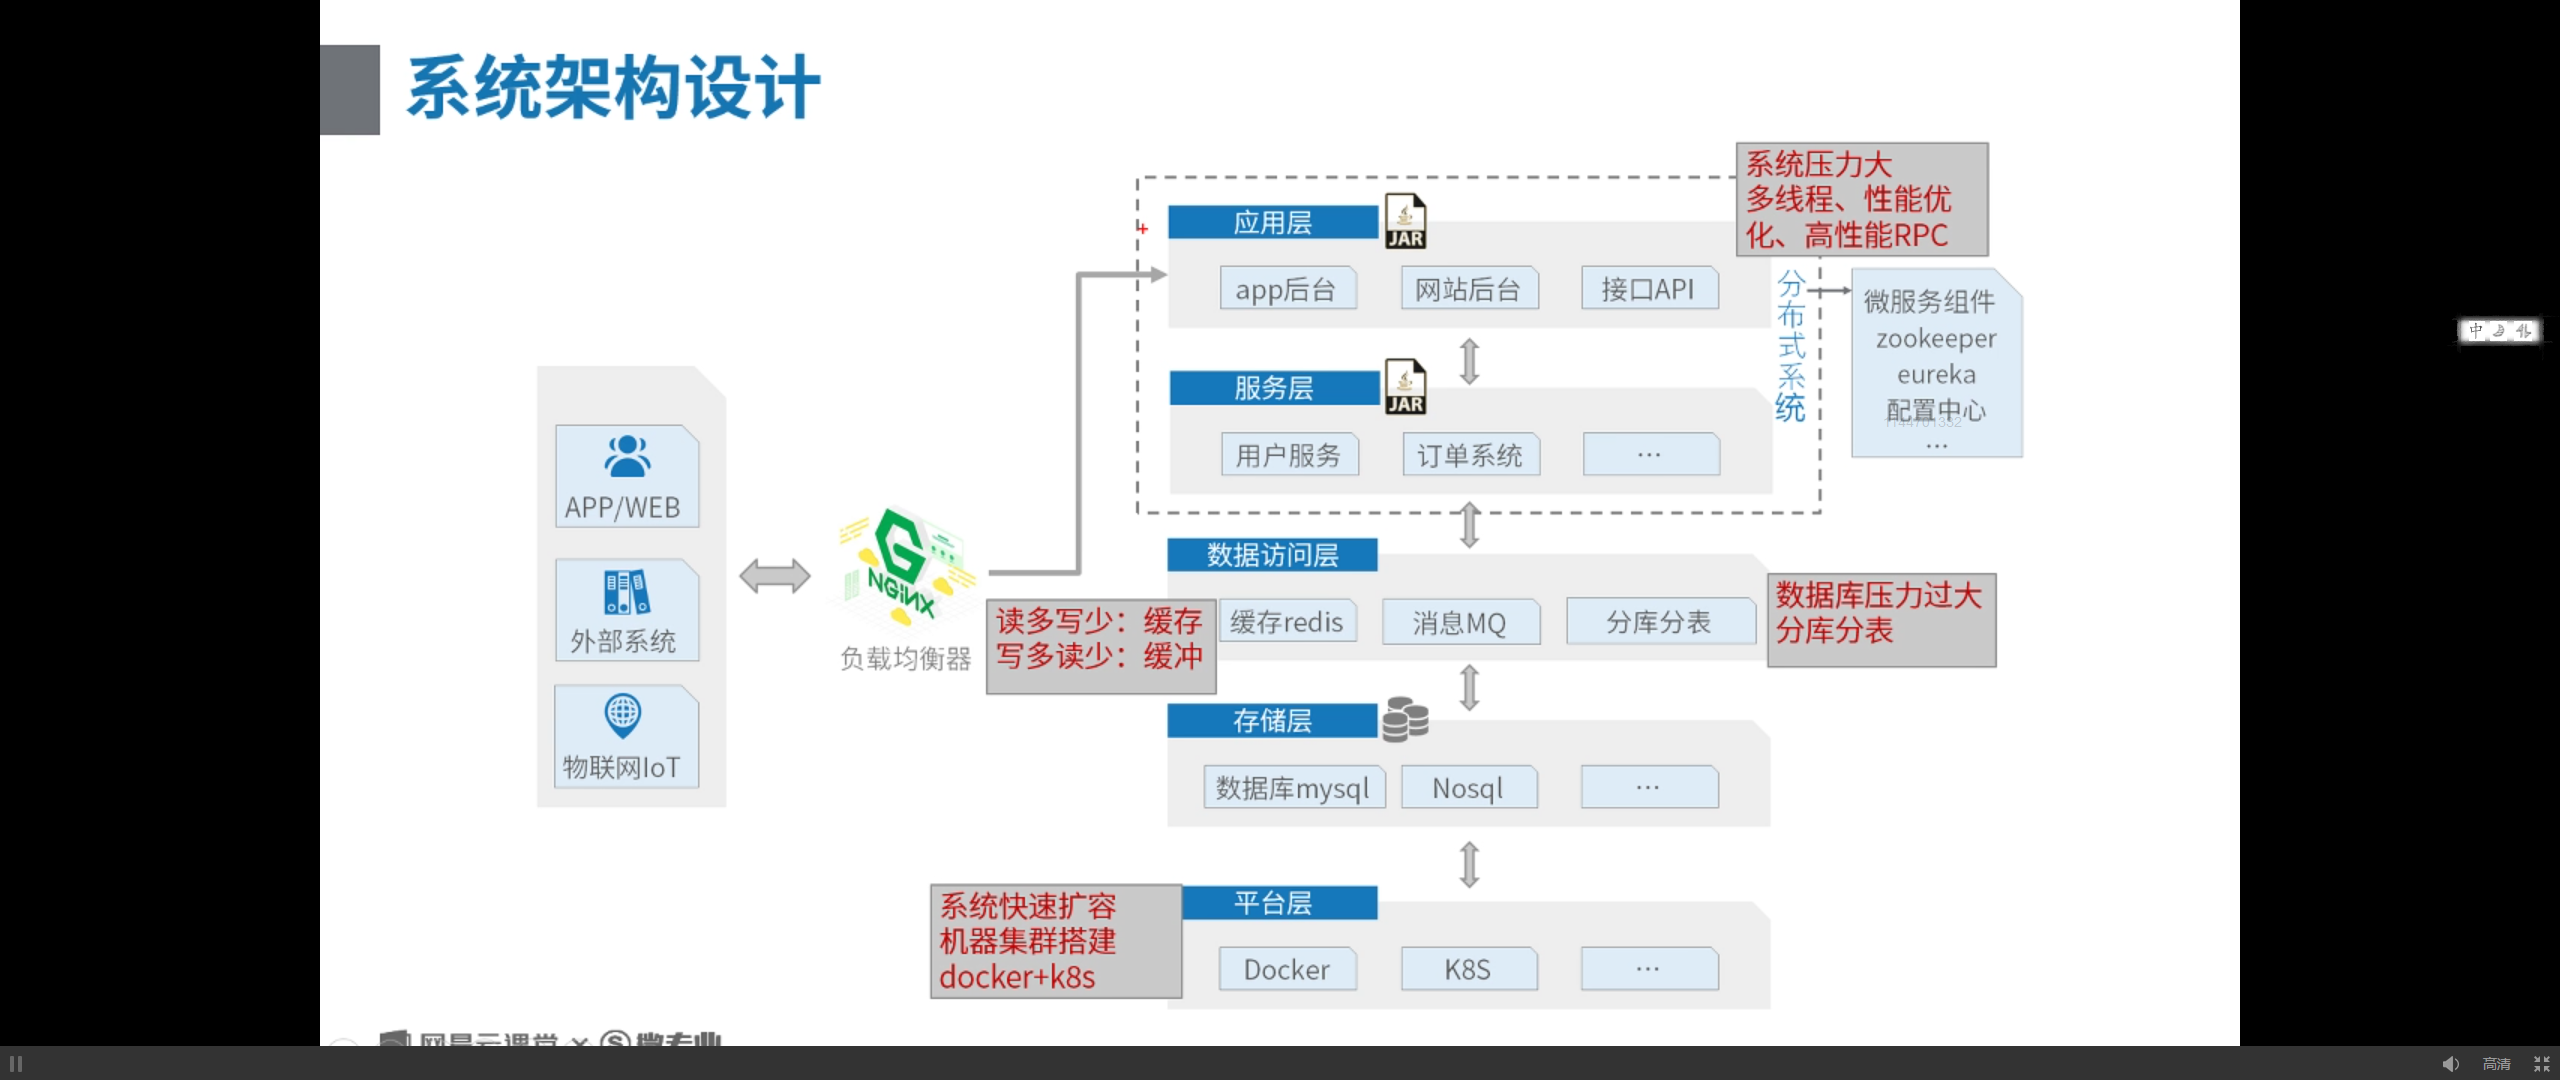 系统架构设计
系统压力大
多线程、性能优
化、高性能RPC
应用层
JAR
app后台
网站后台
接口API
分布式系统
微服务组件
zookeeper
eureka
配置中心
...
服务层
JAR
用户服务
订单系统
...
APP/WEB
外部系统
物联网IoT
NGINX
负载均衡器
读多写少：缓存
写多读少：缓冲
数据访问层
缓存redis
消息MQ
分库分表
数据库压力过大
分库分表
存储层
数据库mysql
Nosql
...
系统快速扩容
机器集群搭建
docker+k8s
平台层
Docker
K8S
...
网易云课堂 × 微专业
中
高清